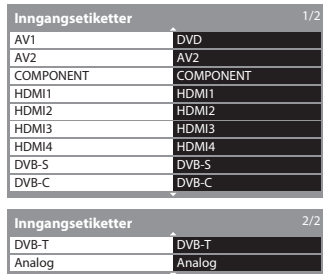 Inngangsetiketter 1/2
AV1 DVD
AV2 AV2
COMPONENT COMPONENT
HDMI1 HDMI1
HDMI2 HDMI2
HDMI3 HDMI3
HDMI4 HDMI4
DVB-S DVB-S
DVB-C DVB-C
Inngangsetiketter 2/2
DVB-T DVB-T
Analog Analog